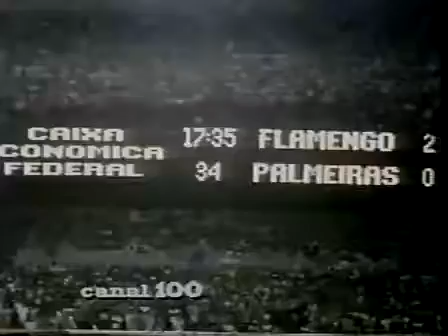 CAIXA 17:35 FLAMENGO 2
CONOMICA
FEDERAL 34 PALMEIRAS 0
canal 100